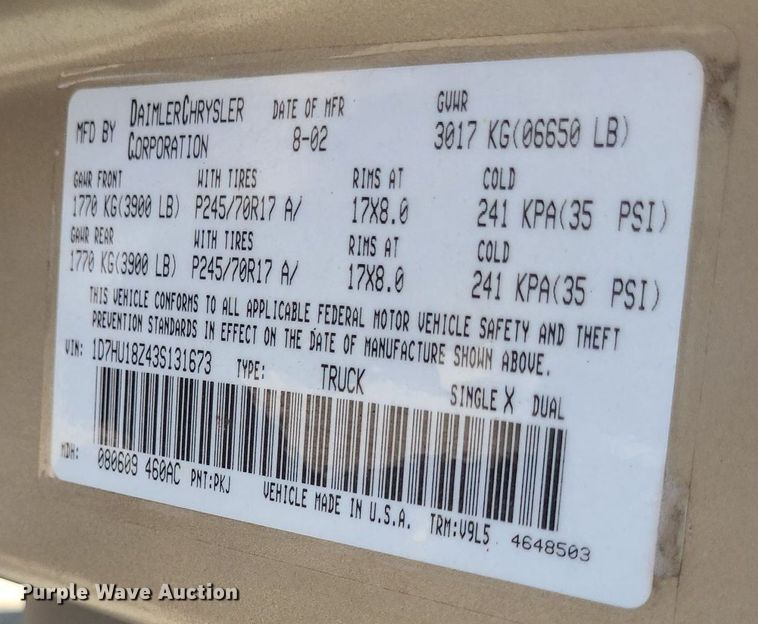 MFD BY DAIMLERCHRYSLER CORPORATION DATE OF MFR 8-02 GVWR 3017 KG(06650 LB)
GAWR FRONT WITH TIRES RIMS AT COLD
1770 KG(3900 LB) P245/70R17 A/ 17X8.0 241 KPA(35 PSI)
GAWR REAR WITH TIRES RIMS AT COLD
1770 KG(3900 LB) P245/70R17 A/ 17X8.0 241 KPA(35 PSI)
THIS VEHICLE CONFORMS TO ALL APPLICABLE FEDERAL MOTOR VEHICLE SAFETY AND THEFT
PREVENTION STANDARDS IN EFFECT ON THE DATE OF MANUFACTURE SHOWN ABOVE.
VIN: 1D7HU18Z43S131673 TYPE: TRUCK SINGLE X DUAL
MDH: 080609 460AC PNT:PKJ VEHICLE MADE IN U.S.A. TRM:V9L5 4648503
Purple Wave Auction